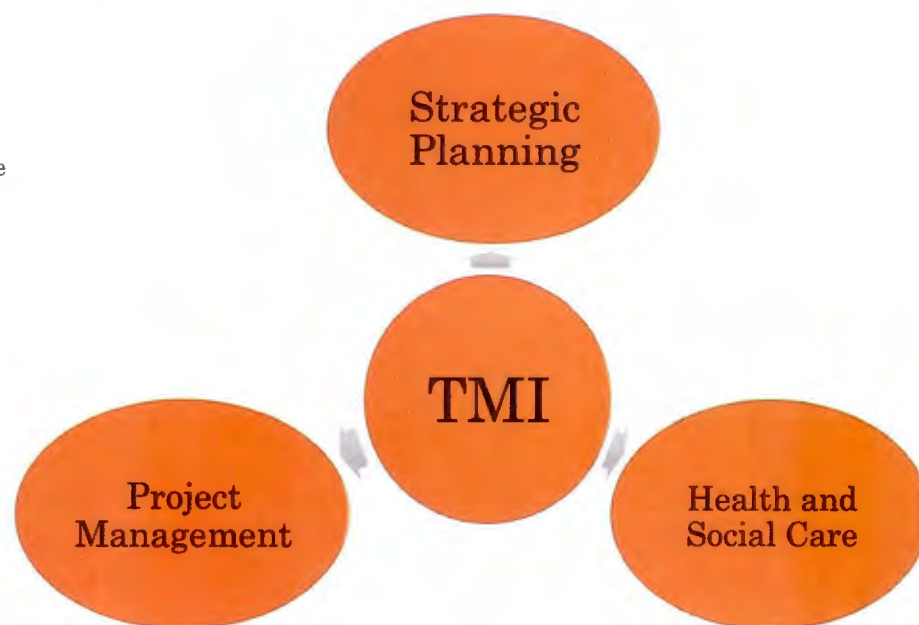 Strategic
Planning
e
TMI
Project
Management
Health and
Social Care